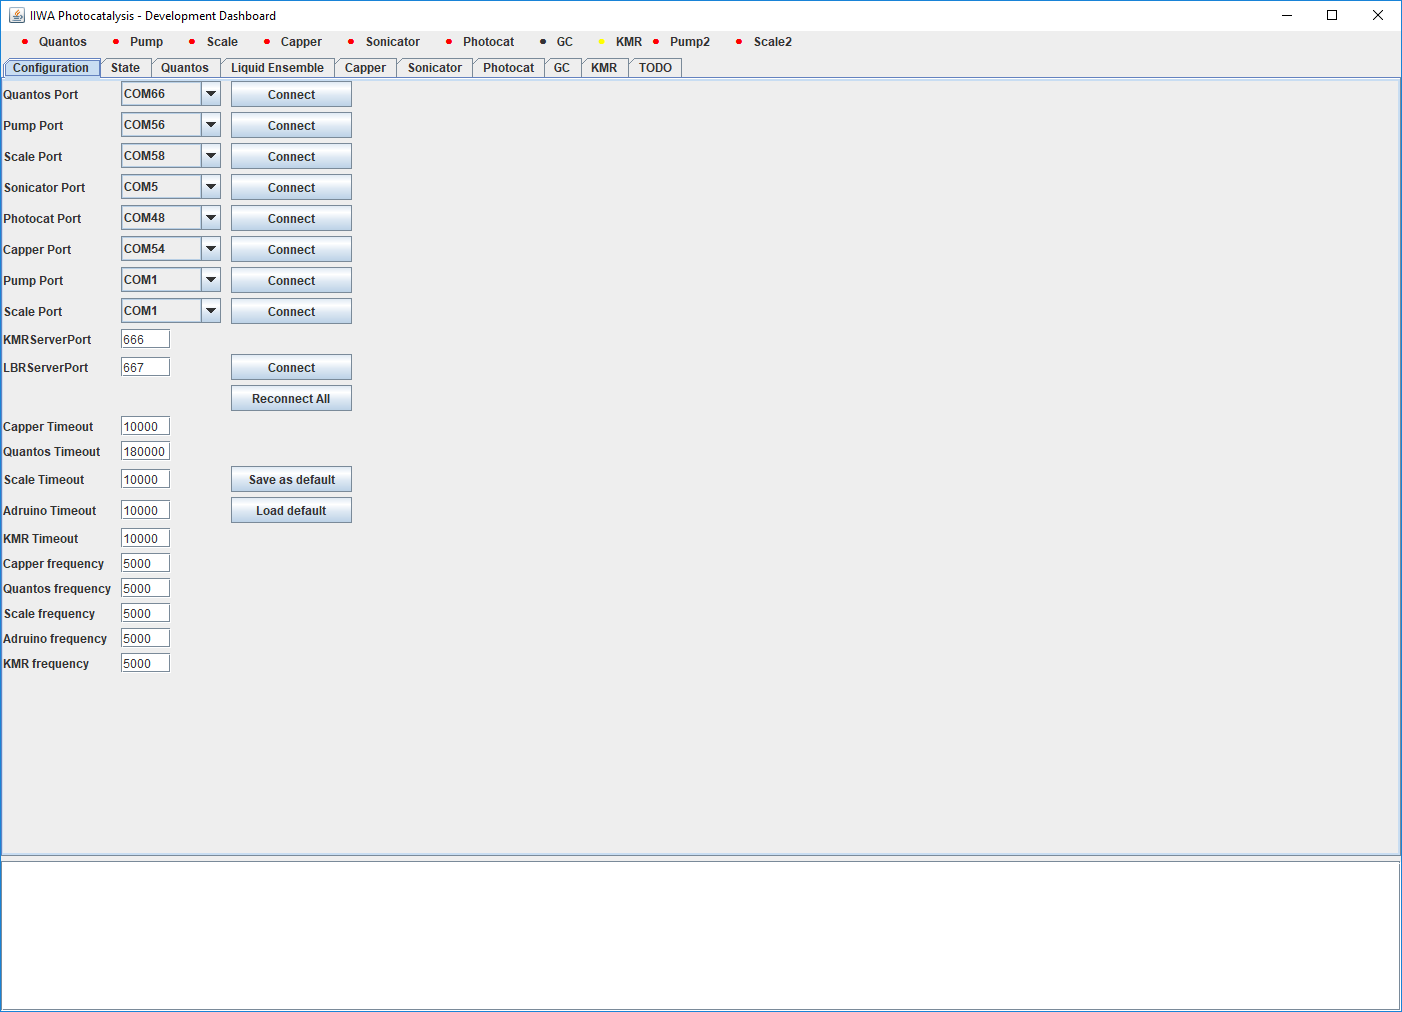 IIWA Photocatalysis - Development Dashboard
Quantos Pump Scale Capper Sonicator Photocat GC KMR Pump2 Scale2
Configuration State Quantos Liquid Ensemble Capper Sonicator Photocat GC KMR TODO
Quantos Port COM66 Connect
Pump Port COM56 Connect
Scale Port COM58 Connect
Sonicator Port COM5 Connect
Photocat Port COM48 Connect
Capper Port COM54 Connect
Pump Port COM1 Connect
Scale Port COM1 Connect
KMRServerPort 666
LBRServerPort 667 Connect
Reconnect All
Capper Timeout 10000
Quantos Timeout 180000
Scale Timeout 10000 Save as default
Adruino Timeout 10000 Load default
KMR Timeout 10000
Capper frequency 5000
Quantos frequency 5000
Scale frequency 5000
Adruino frequency 5000
KMR frequency 5000